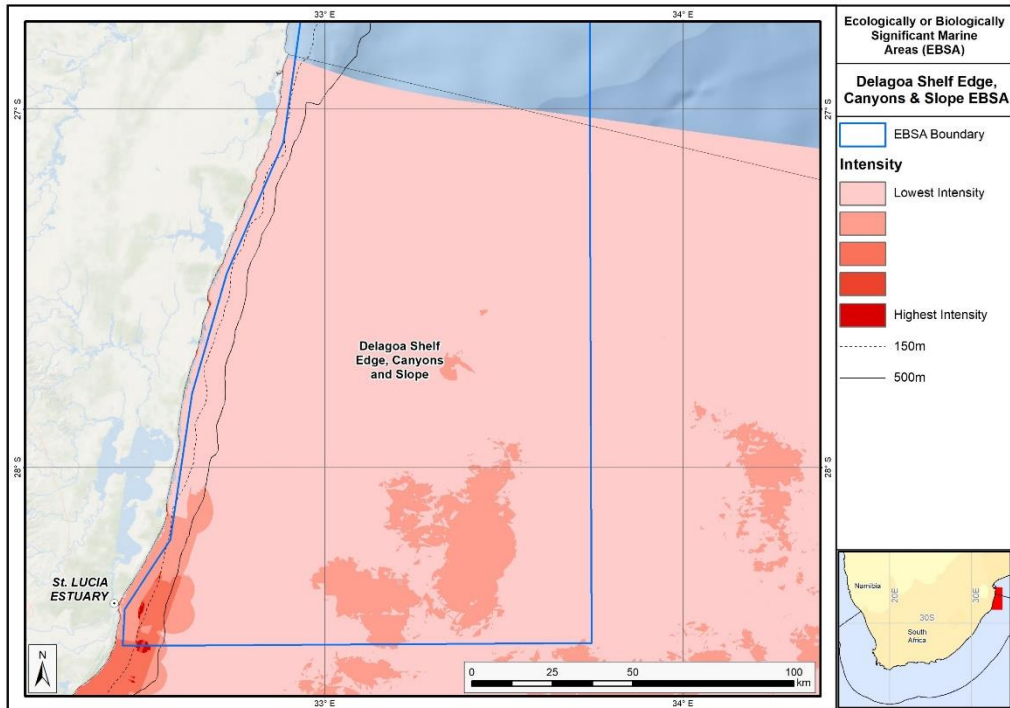 33° E
34° E
27° S
27° S
28° S
28° S
Delagoa Shelf
Edge, Canyons
and Slope
St. LUCIA
ESTUARY
N
0
25
50
100
km
33° E
34° E
Ecologically or Biologically
Significant Marine
Areas (EBSA)
Delagoa Shelf Edge,
Canyons & Slope EBSA
EBSA Boundary
Intensity
Lowest Intensity
Highest Intensity
150m
500m
Namibia
20E
30E
30S
South
Africa